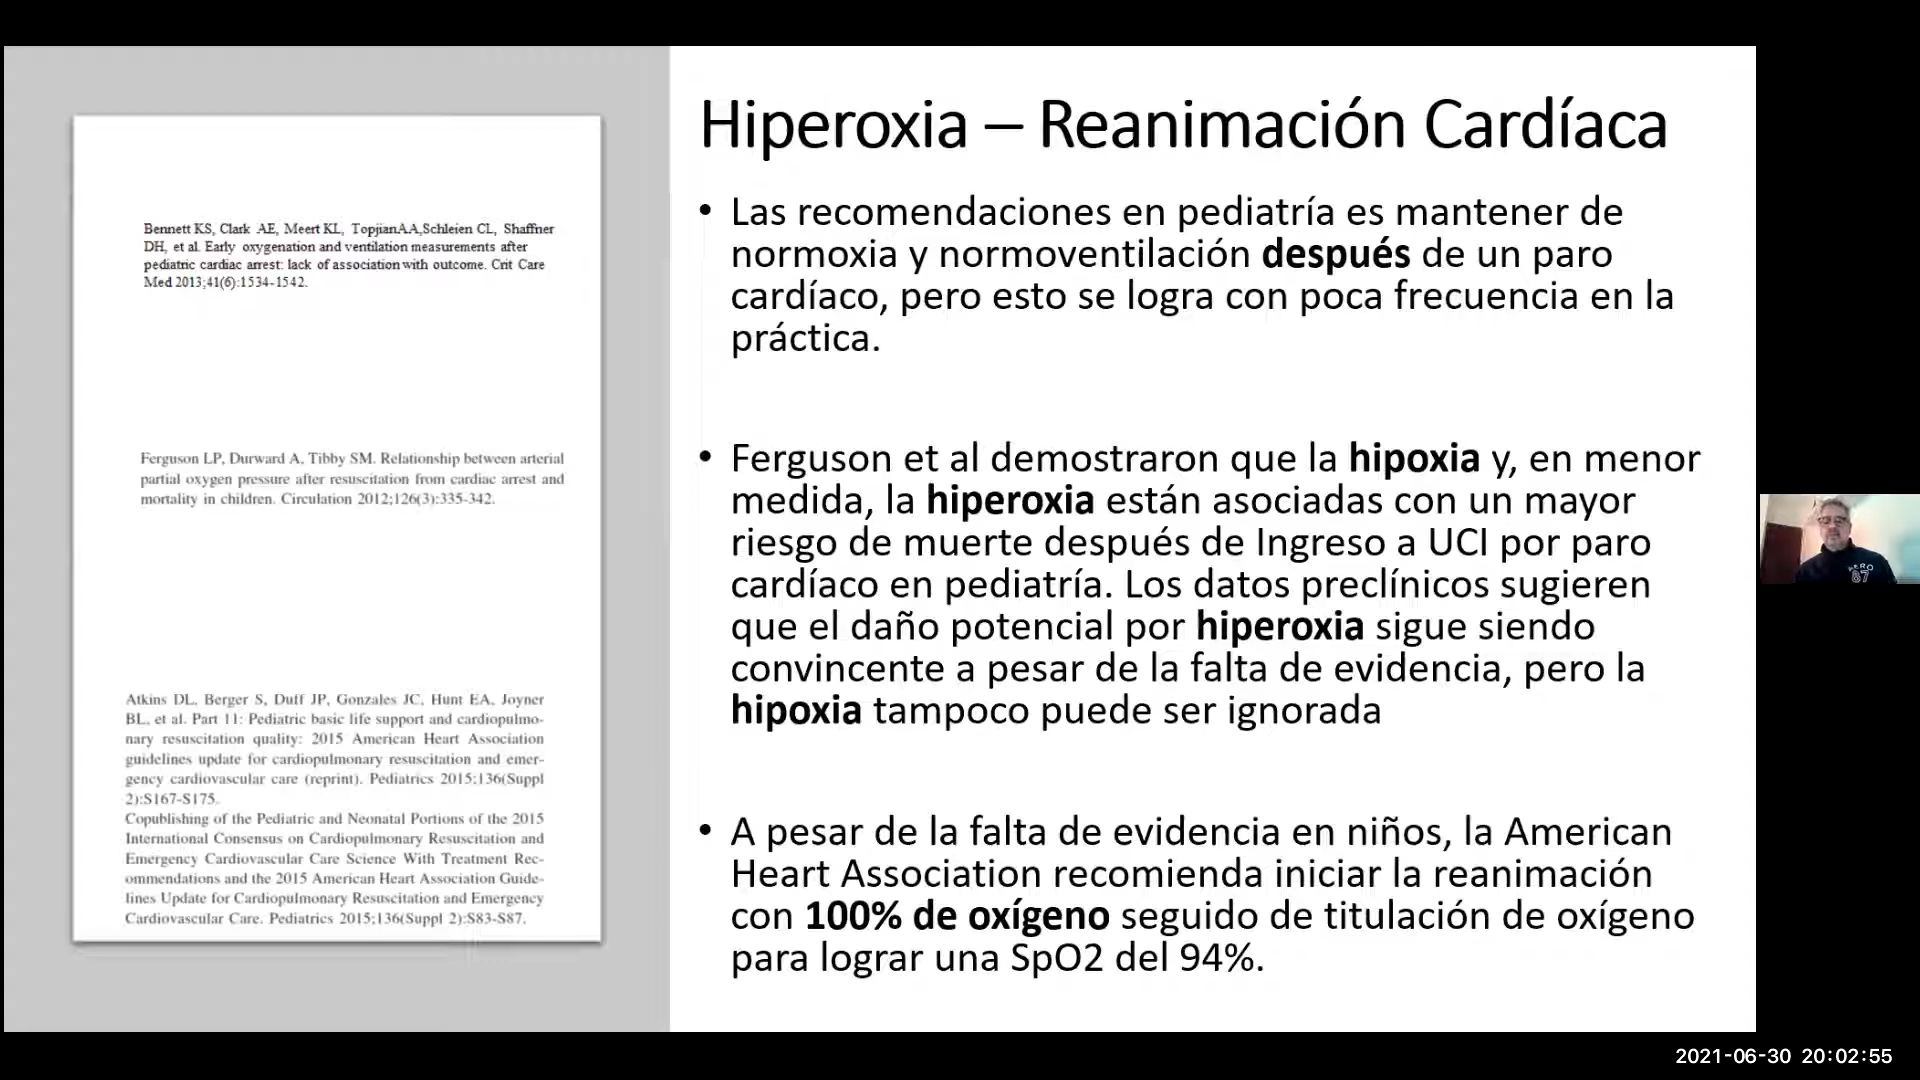 Bennett KS, Clark AE, Meert KL, TopjianAA,Schleien CL, Shaffner
DH, et al. Early oxygenation and ventilation measurements after
pediatric cardiac arrest: lack of association with outcome. Crit Care
Med 2013;41(6):1534-1542.
Ferguson LP, Durward A, Tibby SM. Relationship between arterial
partial oxygen pressure after resuscitation from cardiac arrest and
mortality in children. Circulation 2012;126(3):335-342.
Atkins DL, Berger S, Duff JP, Gonzales JC, Hunt EA, Joyner
BL, et al. Part 11: Pediatric basic life support and cardiopulmo-
nary resuscitation quality: 2015 American Heart Association
guidelines update for cardiopulmonary resuscitation and emer-
gency cardiovascular care (reprint). Pediatrics 2015;136(Suppl
2):S167-S175.
Copublishing of the Pediatric and Neonatal Portions of the 2015
International Consensus on Cardiopulmonary Resuscitation and
Emergency Cardiovascular Care Science With Treatment Rec-
ommendations and the 2015 American Heart Association Guide-
lines Update for Cardiopulmonary Resuscitation and Emergency
Cardiovascular Care. Pediatrics 2015;136(Suppl 2):S83-S87.
Hiperoxia – Reanimación Cardíaca
• Las recomendaciones en pediatría es mantener de
normoxia y normoventilación después de un paro
cardíaco, pero esto se logra con poca frecuencia en la
práctica.
• Ferguson et al demostraron que la hipoxia y, en menor
medida, la hiperoxia están asociadas con un mayor
riesgo de muerte después de Ingreso a UCI por paro
cardíaco en pediatría. Los datos preclínicos sugieren
que el daño potencial por hiperoxia sigue siendo
convincente a pesar de la falta de evidencia, pero la
hipoxia tampoco puede ser ignorada
• A pesar de la falta de evidencia en niños, la American
Heart Association recomienda iniciar la reanimación
con 100% de oxígeno seguido de titulación de oxígeno
para lograr una SpO2 del 94%.
AERO
87
2021-06-30 20:02:55